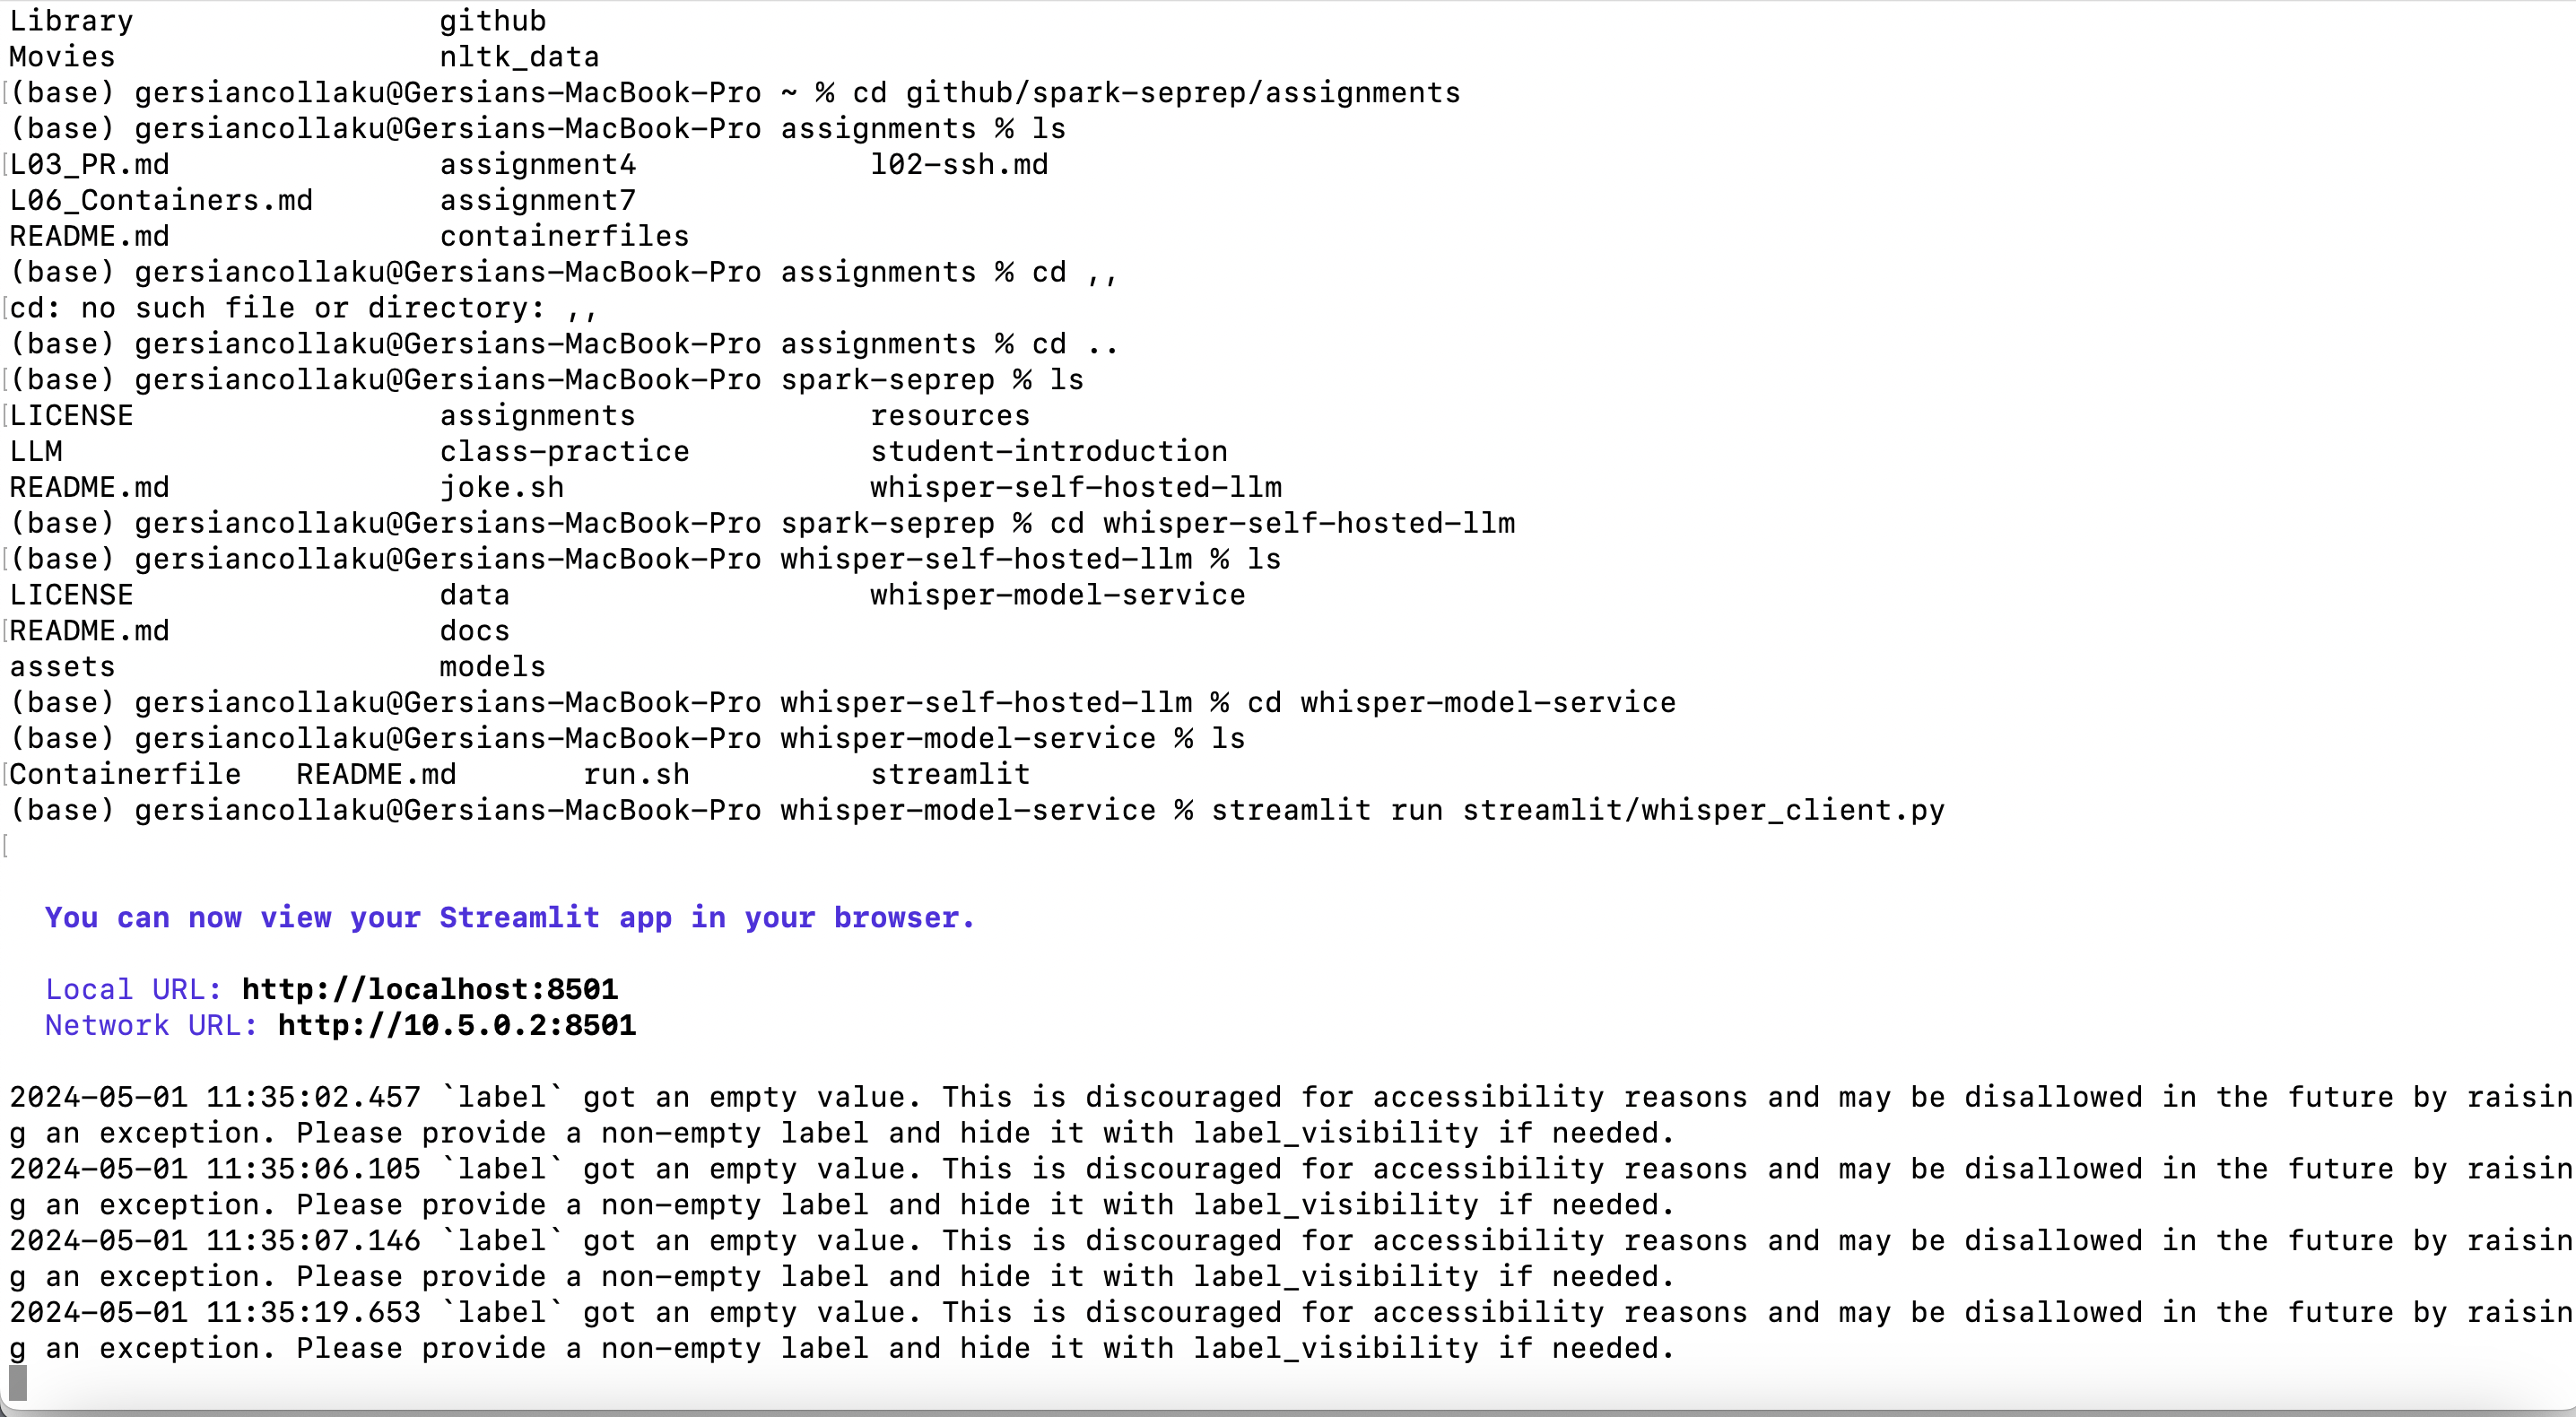 Library                 github
Movies                  nltk_data
[(base) gersiancollaku@Gersians-MacBook-Pro ~ % cd github/spark-seprep/assignments
(base) gersiancollaku@Gersians-MacBook-Pro assignments % ls
[L03_PR.md               assignment4             l02-ssh.md
L06_Containers.md       assignment7
README.md               containerfiles
(base) gersiancollaku@Gersians-MacBook-Pro assignments % cd ,,
[cd: no such file or directory: ,,
(base) gersiancollaku@Gersians-MacBook-Pro assignments % cd ..
[(base) gersiancollaku@Gersians-MacBook-Pro spark-seprep % ls
[LICENSE                 assignments             resources
LLM                     class-practice          student-introduction
README.md               joke.sh                 whisper-self-hosted-llm
(base) gersiancollaku@Gersians-MacBook-Pro spark-seprep % cd whisper-self-hosted-llm
[(base) gersiancollaku@Gersians-MacBook-Pro whisper-self-hosted-llm % ls
LICENSE                 data                    whisper-model-service
[README.md               docs
assets                  models
(base) gersiancollaku@Gersians-MacBook-Pro whisper-self-hosted-llm % cd whisper-model-service
(base) gersiancollaku@Gersians-MacBook-Pro whisper-model-service % ls
[Containerfile   README.md       run.sh          streamlit
(base) gersiancollaku@Gersians-MacBook-Pro whisper-model-service % streamlit run streamlit/whisper_client.py
[
You can now view your Streamlit app in your browser.
Local URL: http://localhost:8501
Network URL: http://10.5.0.2:8501
2024-05-01 11:35:02.457 `label` got an empty value. This is discouraged for accessibility reasons and may be disallowed in the future by raisin
g an exception. Please provide a non-empty label and hide it with label_visibility if needed.
2024-05-01 11:35:06.105 `label` got an empty value. This is discouraged for accessibility reasons and may be disallowed in the future by raisin
g an exception. Please provide a non-empty label and hide it with label_visibility if needed.
2024-05-01 11:35:07.146 `label` got an empty value. This is discouraged for accessibility reasons and may be disallowed in the future by raisin
g an exception. Please provide a non-empty label and hide it with label_visibility if needed.
2024-05-01 11:35:19.653 `label` got an empty value. This is discouraged for accessibility reasons and may be disallowed in the future by raisin
g an exception. Please provide a non-empty label and hide it with label_visibility if needed.